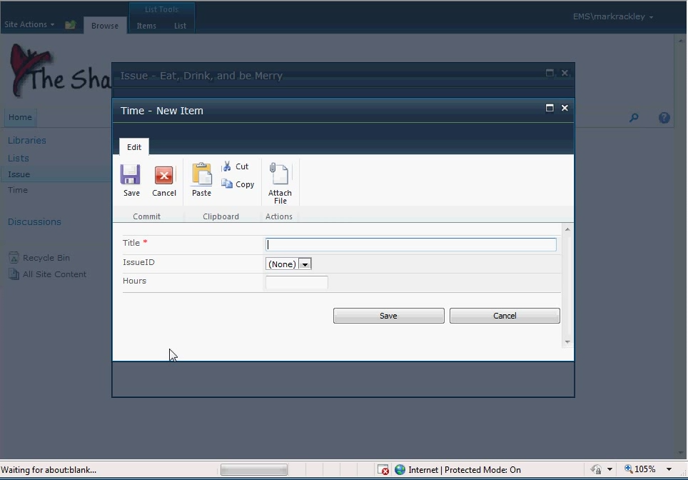 List Tools
Site Actions
Browse
Items
List
EMS\markrackley
The Sha
Issue - Eat, Drink, and be Merry
Time - New Item
Home
Edit
Libraries
Lists
Issue
Time
Discussions
Recycle Bin
All Site Content
Save
Cancel
Paste
Cut
Copy
Attach
File
Commit
Clipboard
Actions
Title *
IssueID
(None)
Hours
Save
Cancel
Waiting for about:blank...
Internet | Protected Mode: On
105%